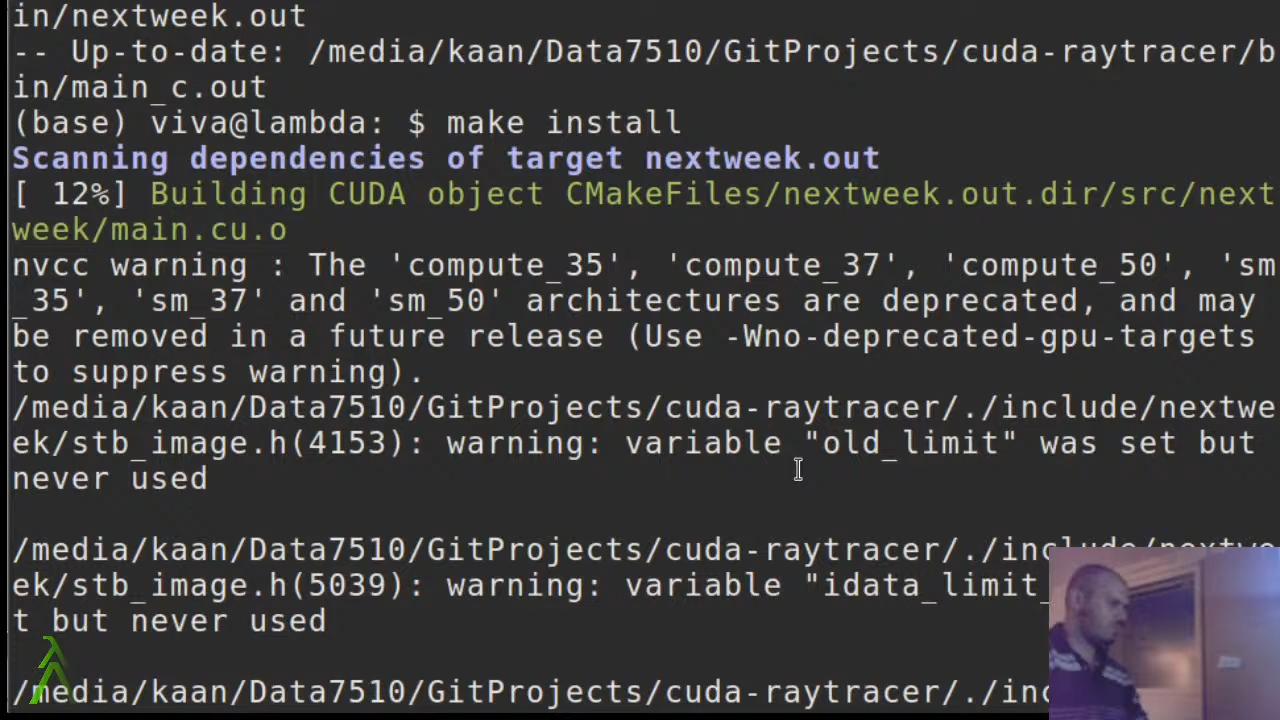 in/nextweek.out
-- Up-to-date: /media/kaan/Data7510/GitProjects/cuda-raytracer/b
in/main_c.out
(base) viva@lambda: $ make install
Scanning dependencies of target nextweek.out
[ 12%] Building CUDA object CMakeFiles/nextweek.out.dir/src/next
week/main.cu.o
nvcc warning : The 'compute_35', 'compute_37', 'compute_50', 'sm
_35', 'sm_37' and 'sm_50' architectures are deprecated, and may
be removed in a future release (Use -Wno-deprecated-gpu-targets
to suppress warning).
/media/kaan/Data7510/GitProjects/cuda-raytracer/./include/nextwe
ek/stb_image.h(4153): warning: variable "old_limit" was set but
never used
/media/kaan/Data7510/GitProjects/cuda-raytracer/./include/nextwe
ek/stb_image.h(5039): warning: variable "idata_limit_
t but never used
/media/kaan/Data7510/GitProjects/cuda-raytracer/./inc